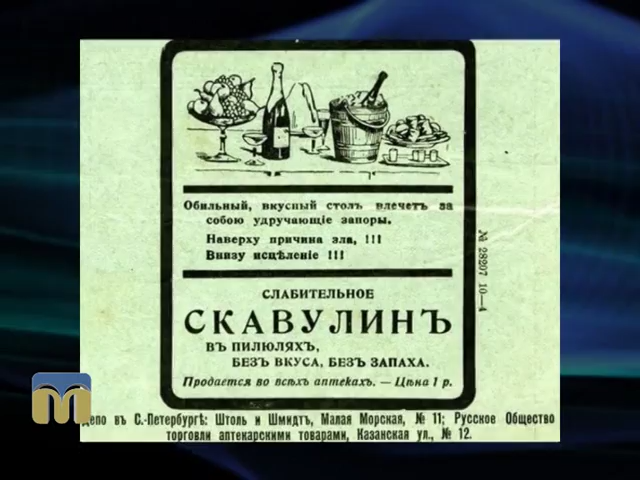 Обильный, вкусный столъ влечетъ за
собою удручающіе запоры.
Наверху причина зла, !!!
Внизу исцѣленіе !!!
СЛАБИТЕЛЬНОЕ
СКАВУЛИНЪ
ВЪ ПИЛЮЛЯХЪ,
БЕЗЪ ВКУСА, БЕЗЪ ЗАПАХА.
Продается во всѣхъ аптекахъ. — Цѣна 1 р.
№ 28207 10—4
депо въ С.-Петербургѣ: Штоль и Шмидтъ, Малая Морская, № 11; Русское Общество
торговли аптекарскими товарами, Казанская ул., № 12.
М